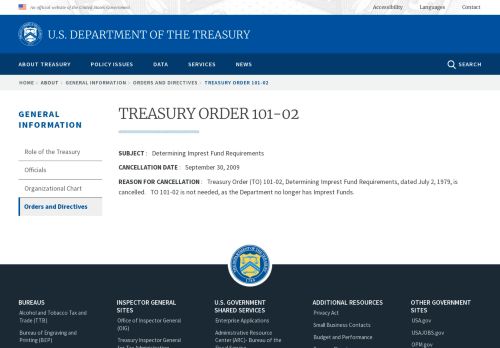 An official website of the United States Government
Accessibility Languages Contact
U.S. DEPARTMENT OF THE TREASURY
ABOUT TREASURY POLICY ISSUES DATA SERVICES NEWS SEARCH
HOME › ABOUT › GENERAL INFORMATION › ORDERS AND DIRECTIVES › TREASURY ORDER 101-02
GENERAL
INFORMATION
Role of the Treasury
Officials
Organizational Chart
Orders and Directives
TREASURY ORDER 101-02
SUBJECT : Determining Imprest Fund Requirements
CANCELLATION DATE : September 30, 2009
REASON FOR CANCELLATION : Treasury Order (TO) 101-02, Determining Imprest Fund Requirements, dated July 2, 1979, is
cancelled. TO 101-02 is not needed, as the Department no longer has Imprest Funds.
BUREAUS
Alcohol and Tobacco Tax and
Trade (TTB)
Bureau of Engraving and
Printing (BEP)
INSPECTOR GENERAL
SITES
Office of Inspector General
(OIG)
Treasury Inspector General
U.S. GOVERNMENT
SHARED SERVICES
Enterprise Applications
Administrative Resource
Center (ARC)- Bureau of the
ADDITIONAL RESOURCES
Privacy Act
Small Business Contacts
Budget and Performance
OTHER GOVERNMENT
SITES
USA.gov
USAJOBS.gov
OPM.gov